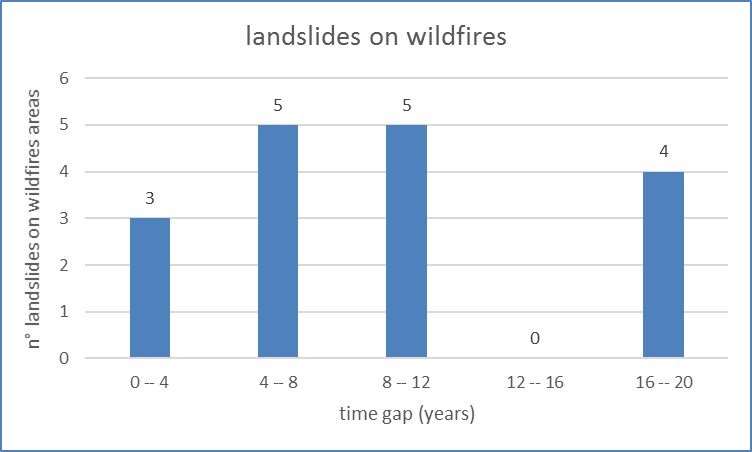 landslides on wildfires
n° landslides on wildfires areas
6
5
4
3
2
1
0
3
5
5
0
4
0 -- 4
4 -- 8
8 -- 12
12 -- 16
16 -- 20
time gap (years)